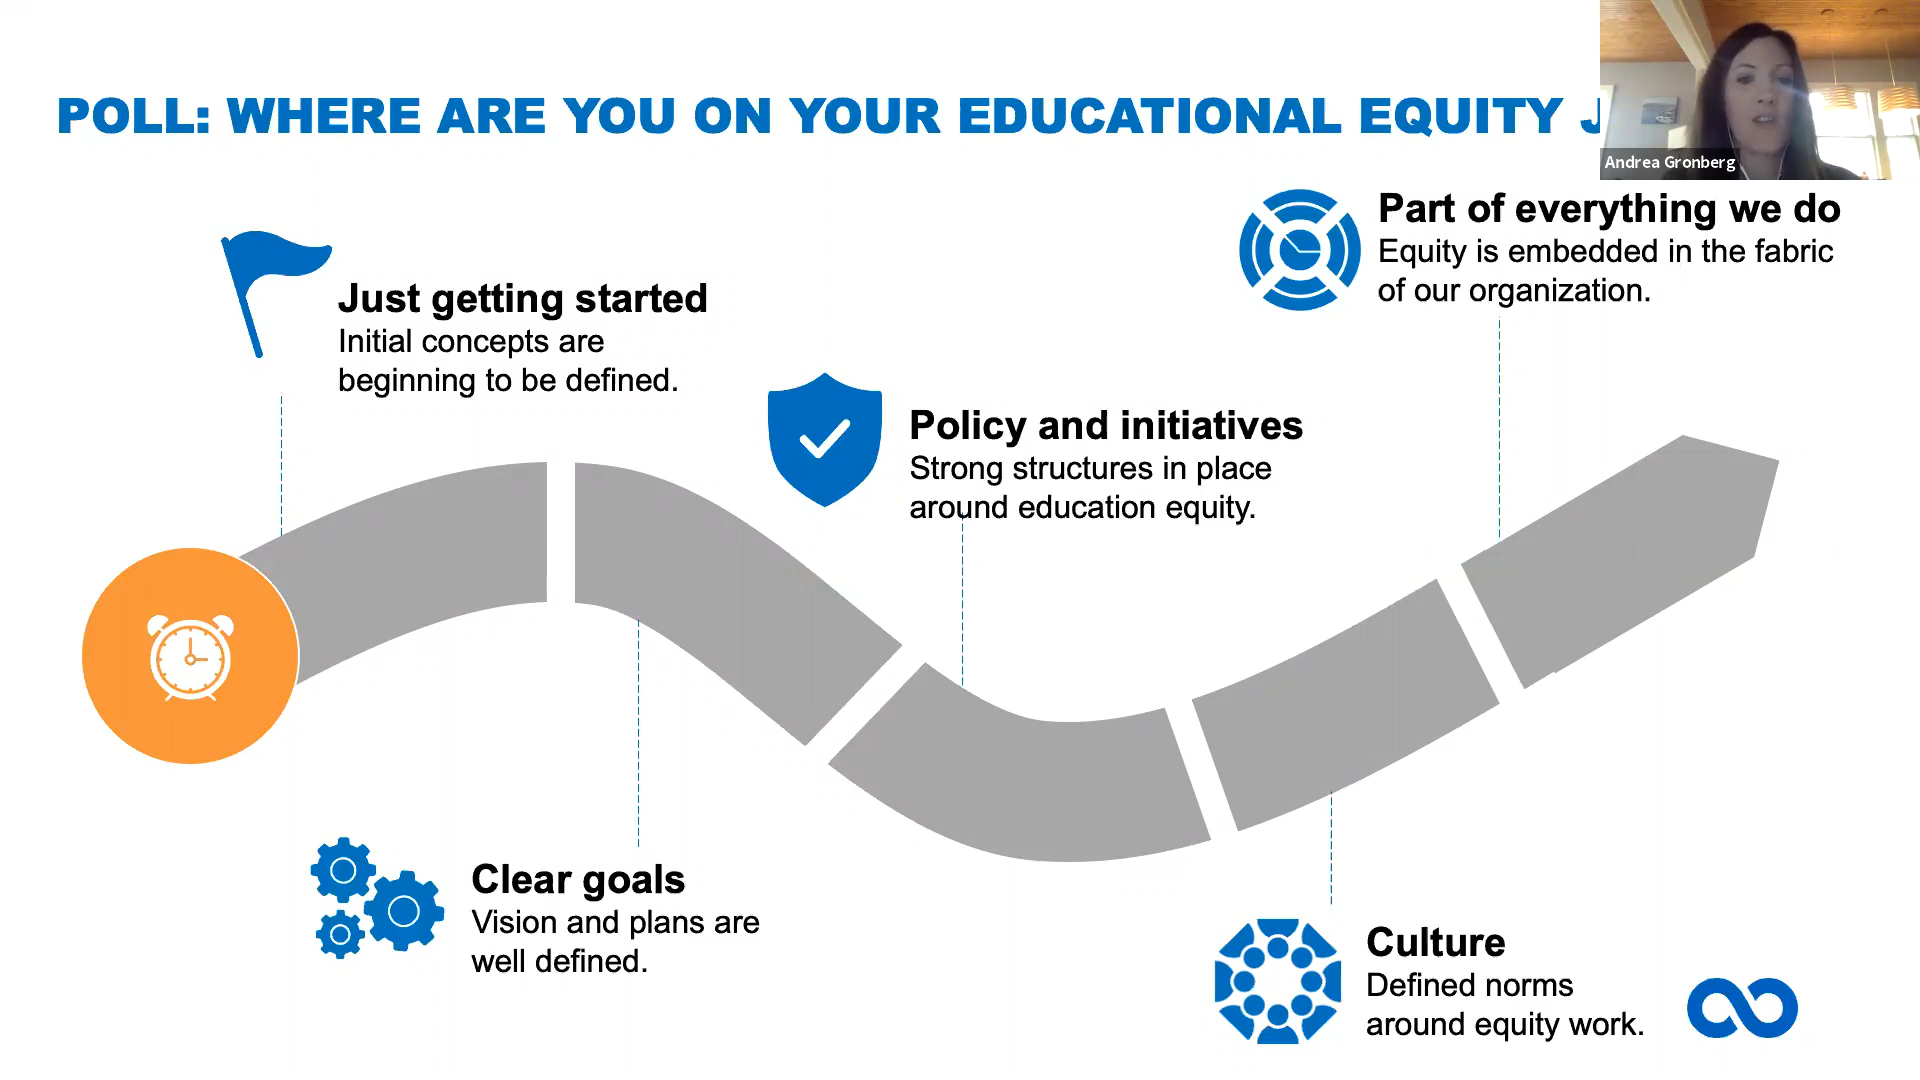 POLL: WHERE ARE YOU ON YOUR EDUCATIONAL EQUITY
Andrea Gronberg
Part of everything we do
Equity is embedded in the fabric
of our organization.
Just getting started
Initial concepts are
beginning to be defined.
Policy and initiatives
Strong structures in place
around education equity.
Clear goals
Vision and plans are
well defined.
Culture
Defined norms
around equity work.